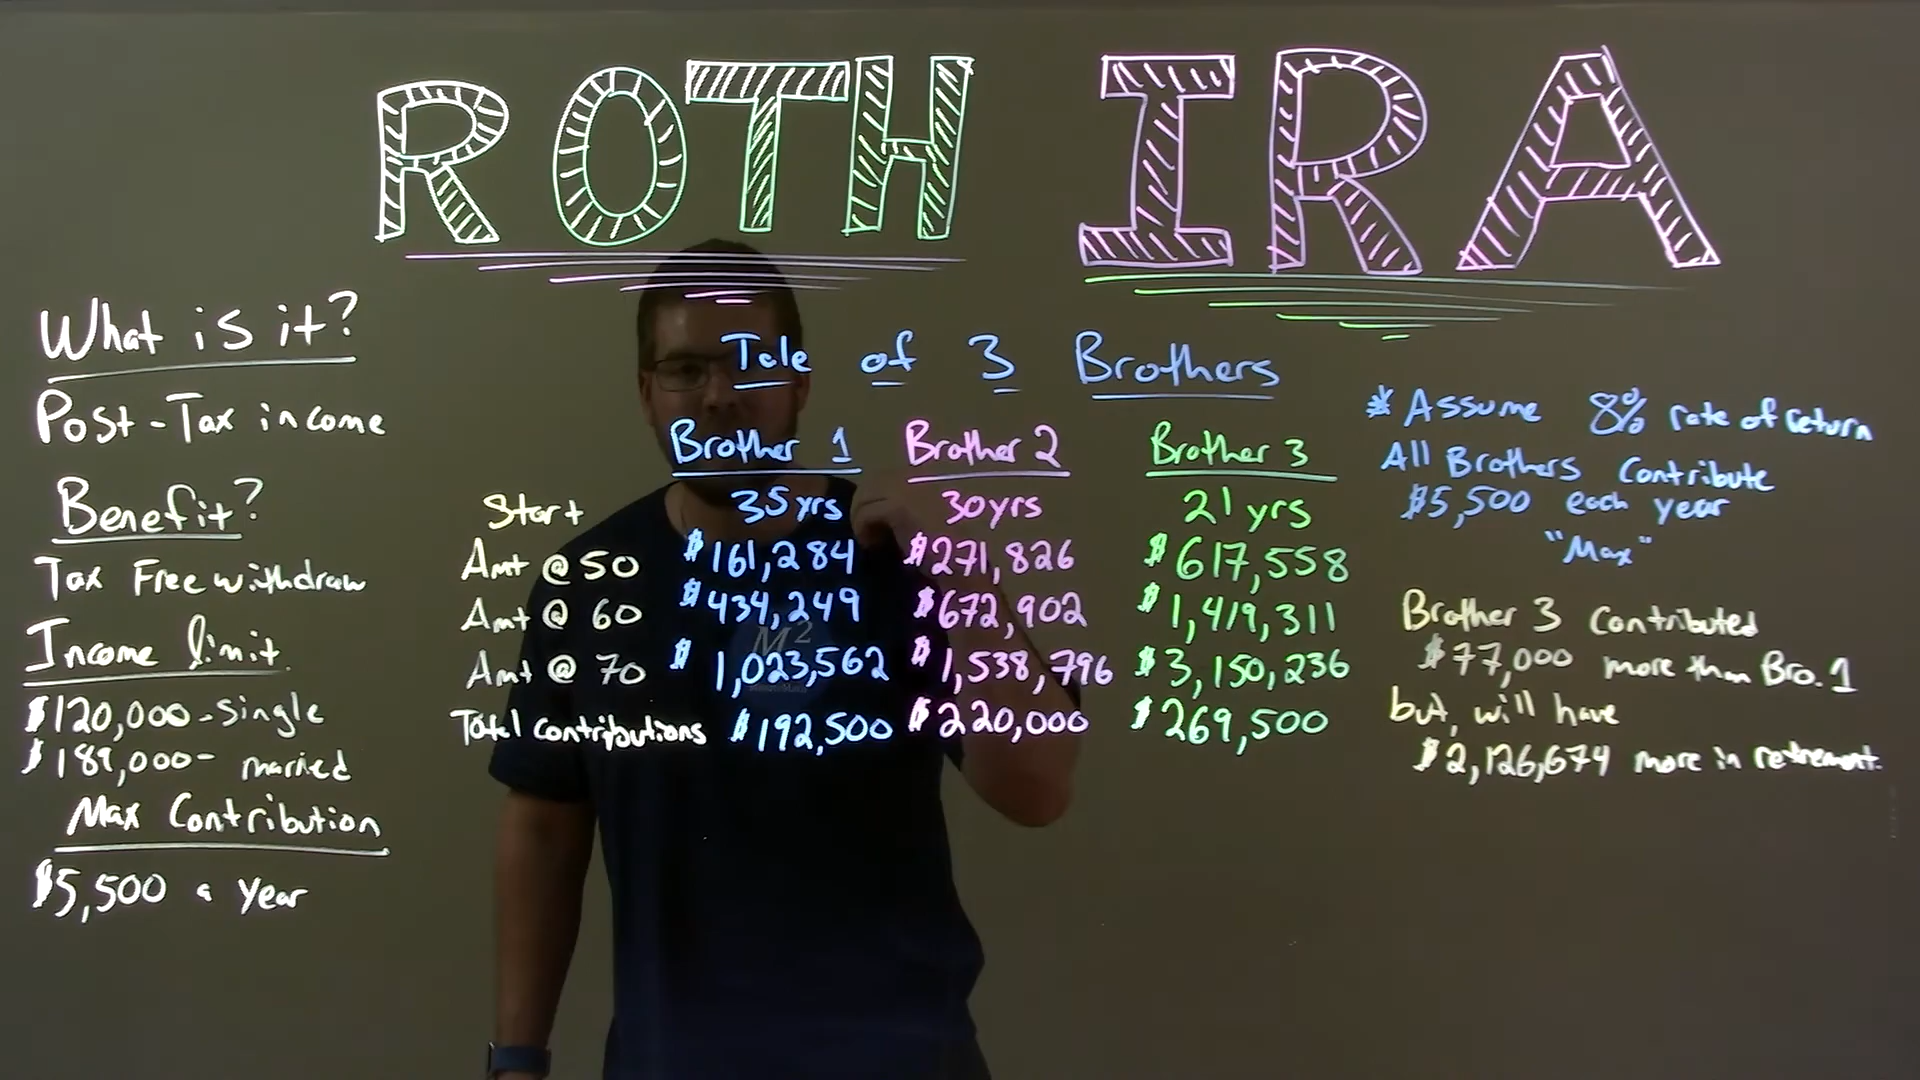 ROTH IRA
What is it?
Post-Tax income
Benefit?
Tax Free withdraw
Income limit
$120,000-single
$189,000- married
Max Contribution
$5,500 a year
Tale of 3 Brothers
Brother 1 Brother 2 Brother 3
Start 35yrs 30yrs 21 yrs
Amt @ 50 $161,284 $271,826 $617,558
Amt @ 60 $434,249 $672,902 $1,419,311
Amt @ 70 $1,023,562 $1,538,796 $3,150,236
Total contributions $192,500 $220,000 $269,500
* Assume 8% rate of return
All Brothers Contribute
$5,500 each year
"Max"
Brother 3 contributed
$77,000 more than Bro.1
but, will have
$2,126,674 more in retirement.
M²